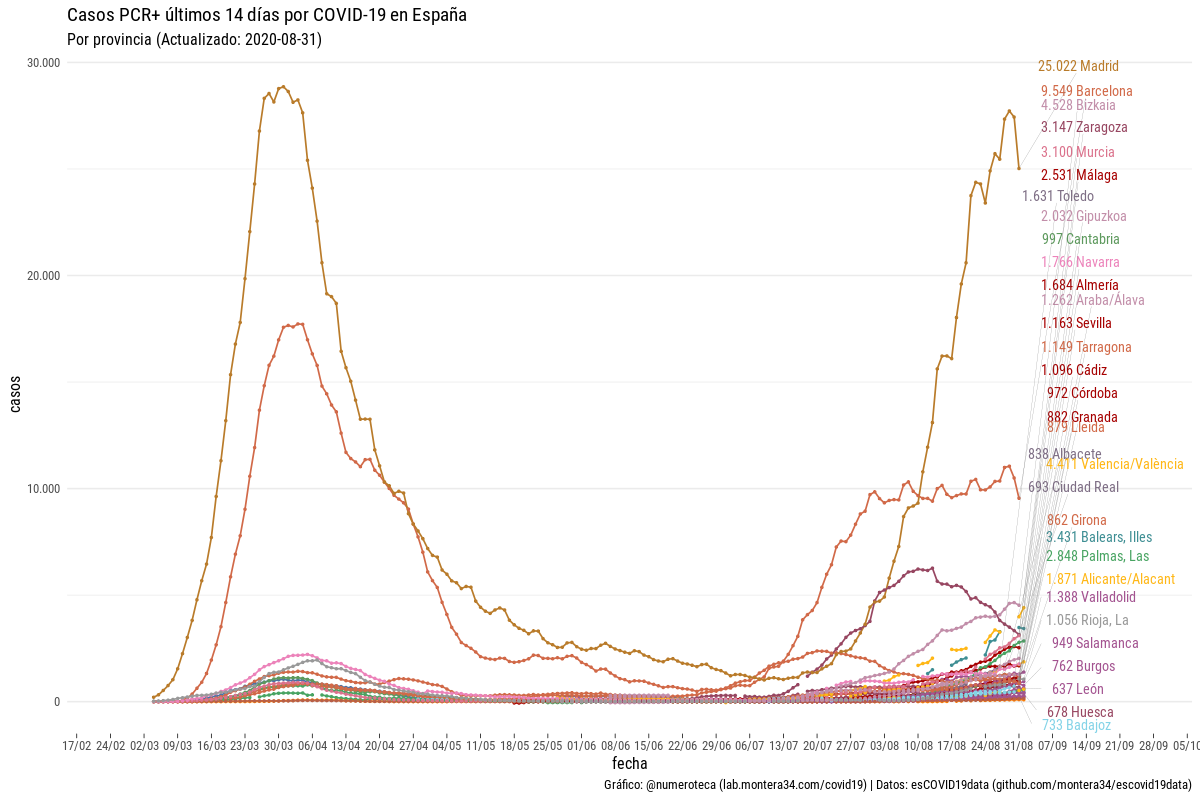 Casos PCR+ últimos 14 días por COVID-19 en España
Por provincia (Actualizado: 2020-08-31)
30.000
20.000
10.000
0
casos
25.022 Madrid
9.549 Barcelona
4.528 Bizkaia
3.147 Zaragoza
3.100 Murcia
2.531 Málaga
1.631 Toledo
2.032 Gipuzkoa
997 Cantabria
1.766 Navarra
1.684 Almería
1.262 Araba/Álava
1.163 Sevilla
1.149 Tarragona
1.096 Cádiz
972 Córdoba
882 Granada
879 Lleida
838 Albacete
4.411 Valencia/València
693 Ciudad Real
862 Girona
3.431 Balears, Illes
2.848 Palmas, Las
1.871 Alicante/Alacant
1.388 Valladolid
1.056 Rioja, La
949 Salamanca
762 Burgos
637 León
678 Huesca
733 Badajoz
17/02 24/02 02/03 09/03 16/03 23/03 30/03 06/04 13/04 20/04 27/04 04/05 11/05 18/05 25/05 01/06 08/06 15/06 22/06 29/06 06/07 13/07 20/07 27/07 03/08 10/08 17/08 24/08 31/08 07/09 14/09 21/09 28/09 05/10
fecha
Gráfico: @numeroteca (lab.montera34.com/covid19) | Datos: esCOVID19data (github.com/montera34/escovid19data)